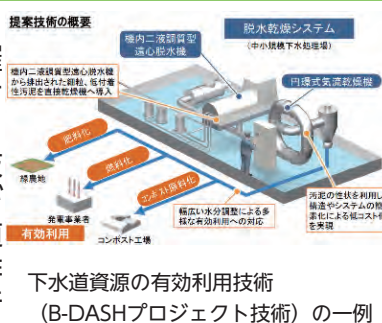 提案技術の概要
脱水乾燥システム
(中小規模下水処理場)
機内二液調質型
遠心脱水機
円環式気流乾燥機
機内二液調質型遠心脱水機
から排出された細粒、低付着
性汚泥を直接乾燥機へ導入
肥料化
緑農地
燃料化
発電事業者
コンポスト燃料化
コンポスト工場
有効利用
幅広い水分調整による多
様な有効利用への対応
汚泥の性状を利用し
構造やシステムの簡
素化による低コスト化
を実現
下水道資源の有効利用技術
(B-DASHプロジェクト技術)の一例